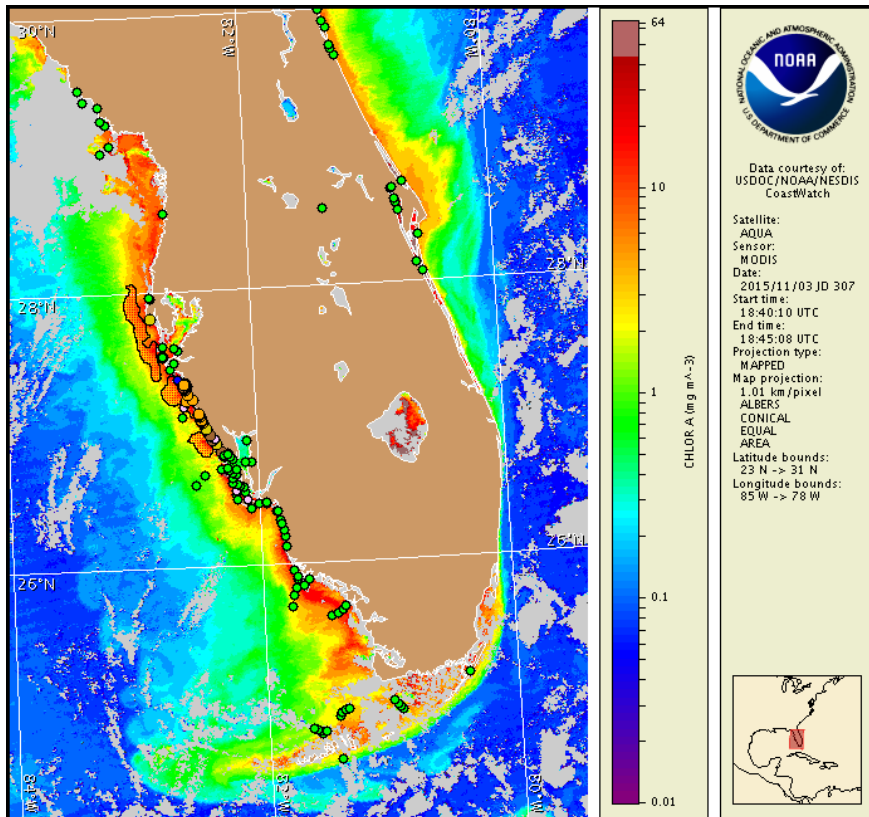 30°N
82°W
80°W
28°N
28°N
26°N
26°N
84°W
82°W
80°W
64
10
1
0.1
0.01
CHLOR A (mg m^-3)
NATIONAL OCEANIC AND ATMOSPHERIC ADMINISTRATION
NOAA
U.S. DEPARTMENT OF COMMERCE
Data courtesy of:
USDOC/NOAA/NESDIS
CoastWatch
Satellite:
AQUA
Sensor:
MODIS
Date:
2015/11/03 JD 307
Start time:
18:40:10 UTC
End time:
18:45:08 UTC
Projection type:
MAPPED
Map projection:
1.01 km/pixel
ALBERS
CONICAL
EQUAL
AREA
Latitude bounds:
23 N -> 31 N
Longitude bounds:
85 W -> 78 W